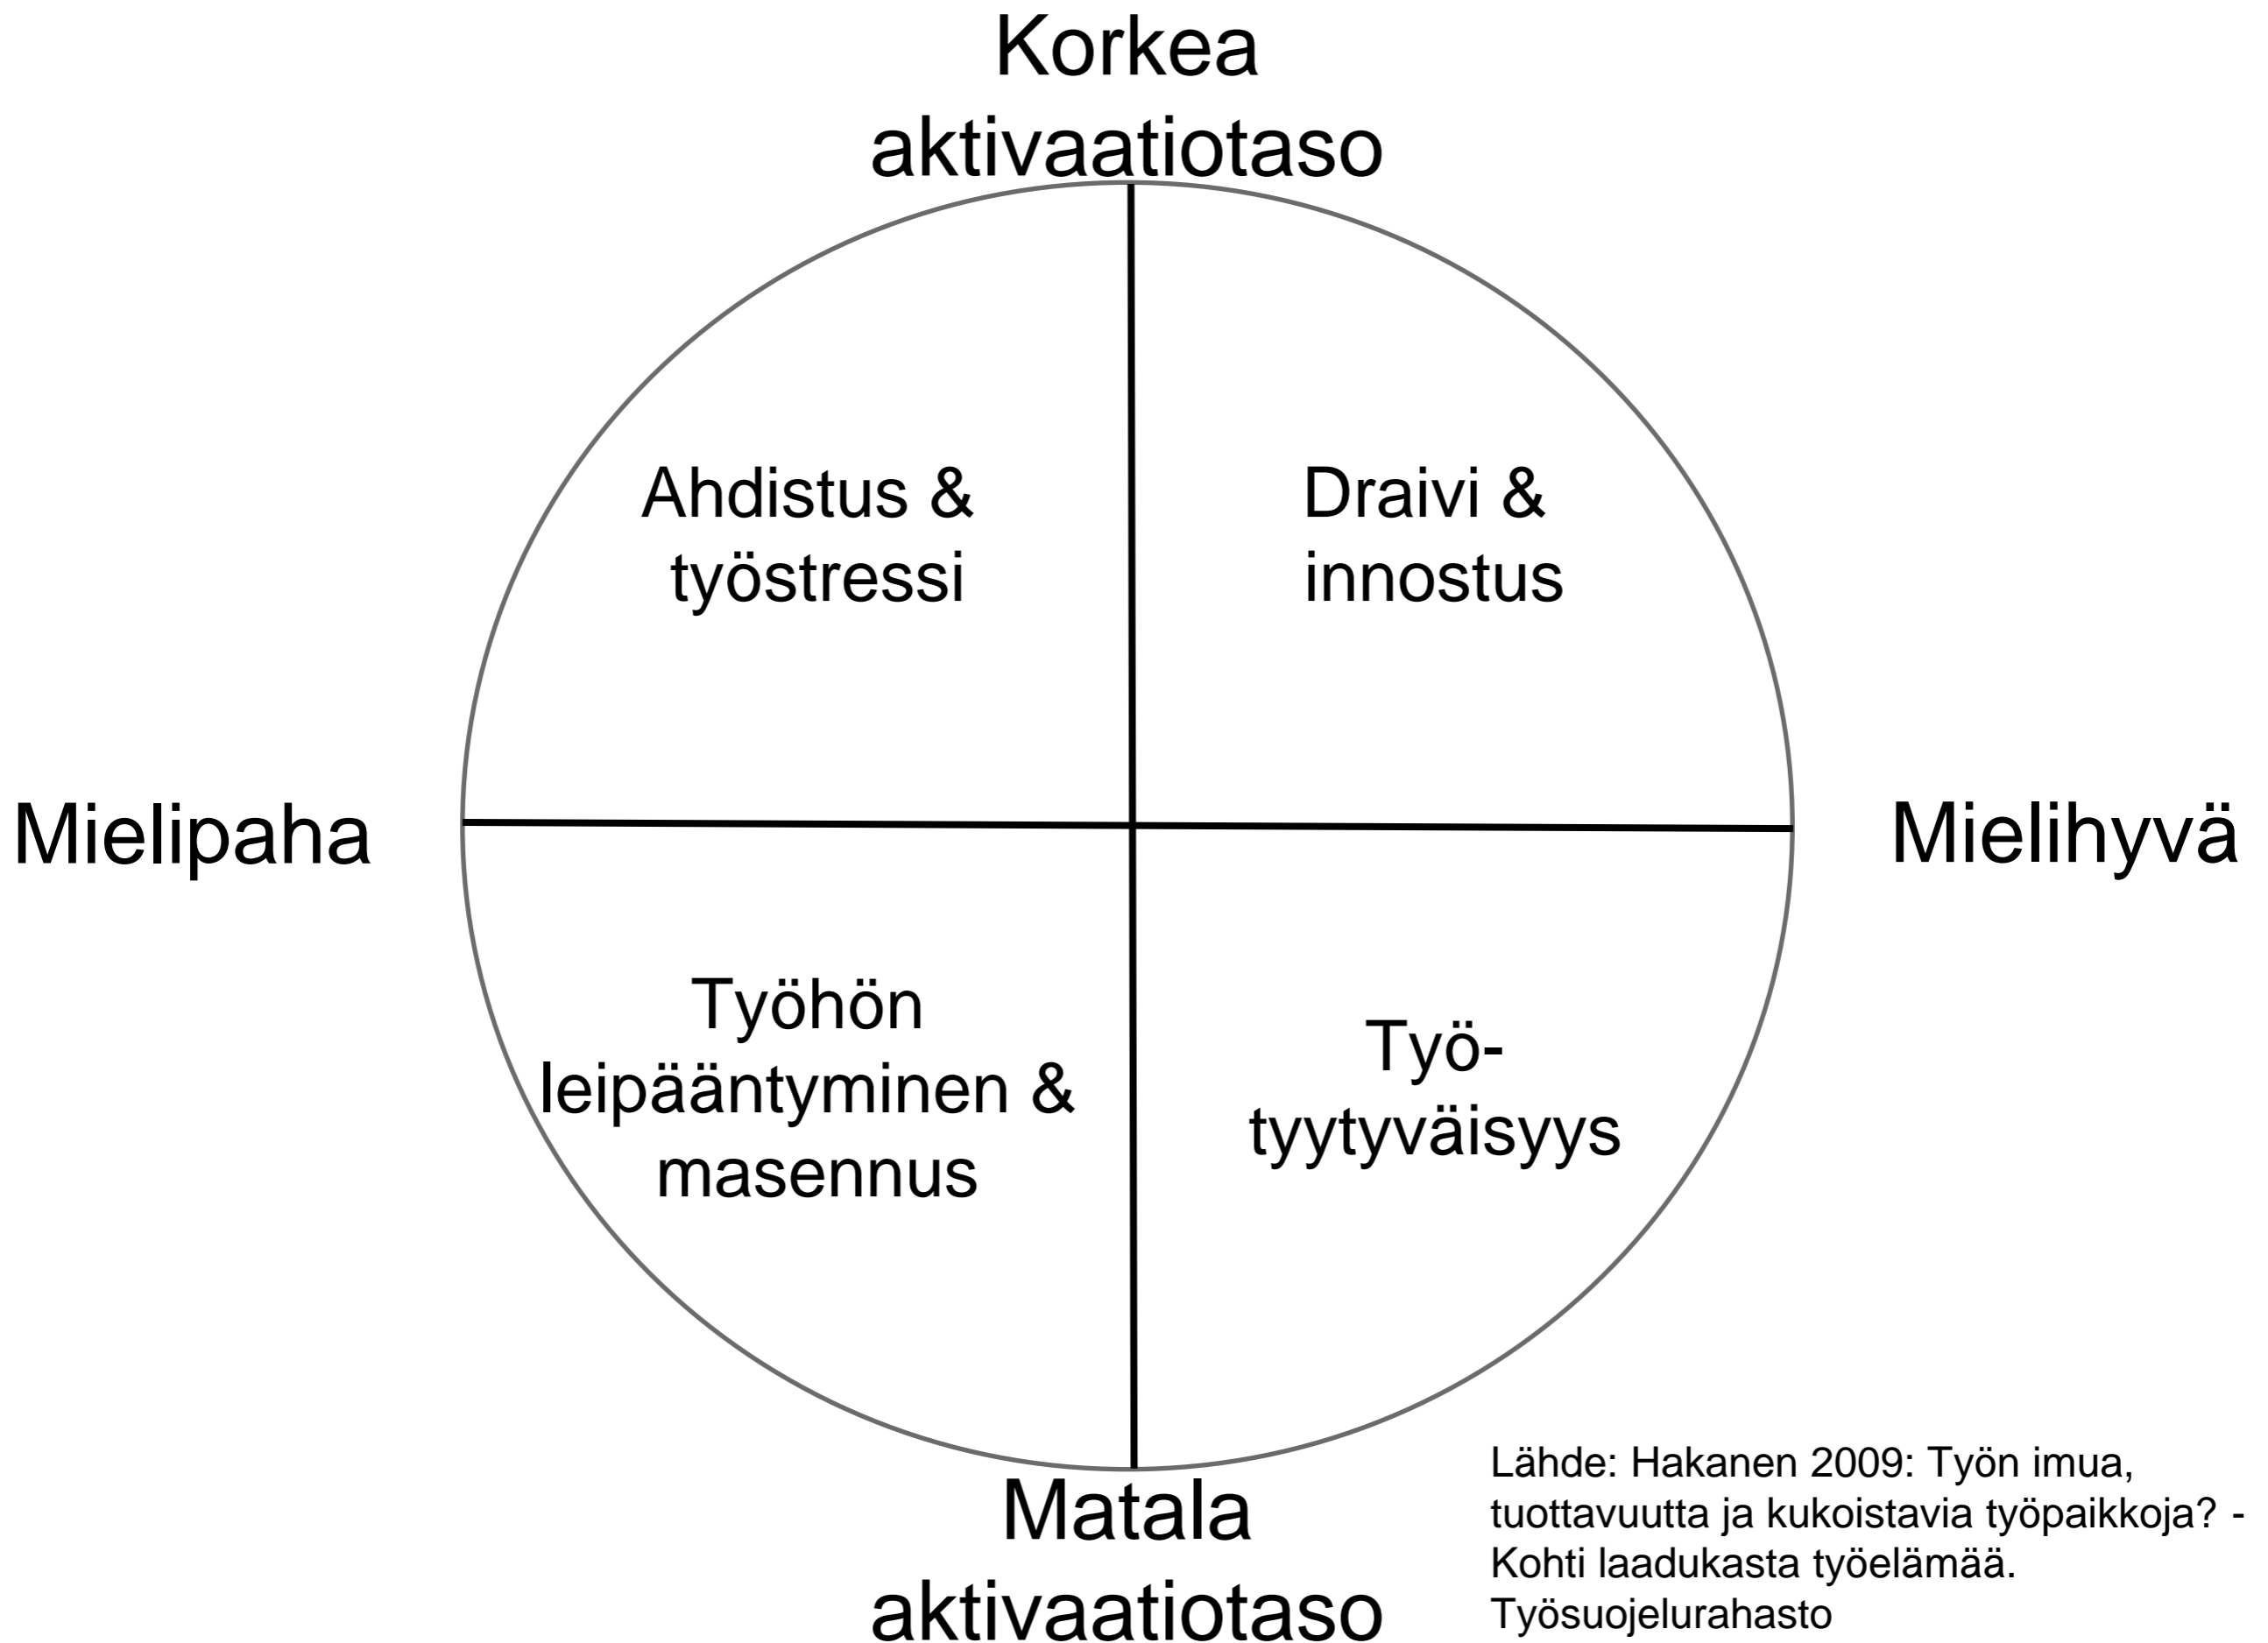 Korkea
aktivaatiotaso
Ahdistus &
työstressi
Draivi &
innostus
Mielipaha
Mielihyvä
Työhön
leipääntyminen &
masennus
Työ-
tyytyväisyys
Matala
aktivaatiotaso
Lähde: Hakanen 2009: Työn imua,
tuottavuutta ja kukoistavia työpaikkoja? -
Kohti laadukasta työelämää.
Työsuojelurahasto